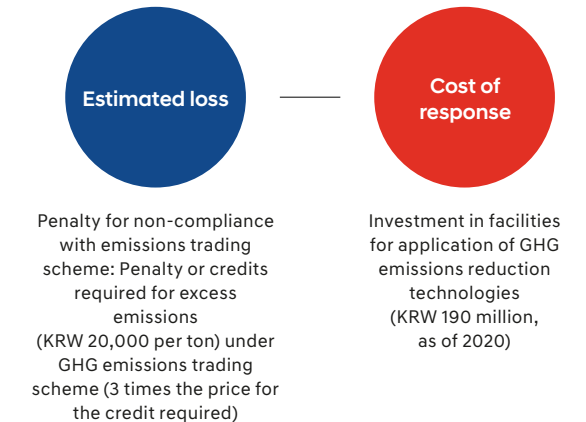 Estimated loss
Cost of
response
Penalty for non-compliance
with emissions trading
scheme: Penalty or credits
required for excess
emissions
(KRW 20,000 per ton) under
GHG emissions trading
scheme (3 times the price for
the credit required)
Investment in facilities
for application of GHG
emissions reduction
technologies
(KRW 190 million,
as of 2020)